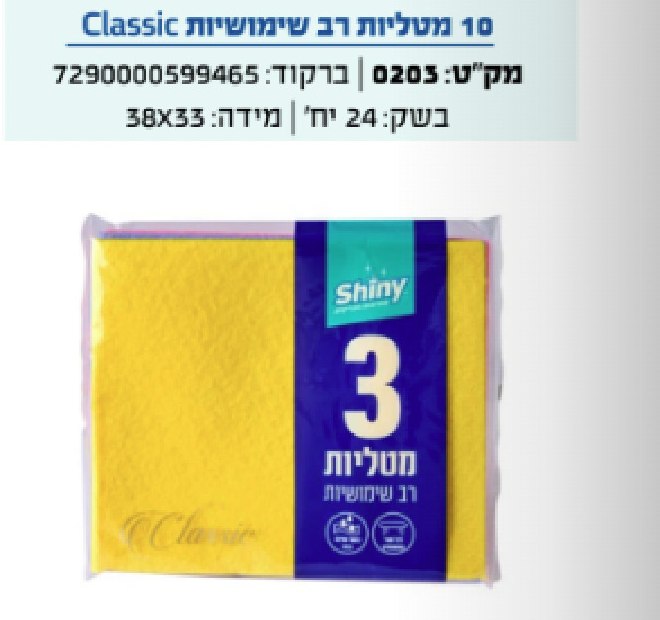 10 מטליות רב שימושיות Classic
מק"ט: 0203 | ברקוד: 7290000599465
בשק: 24 יח' | מידה: 38X33
Shiny
3
מטליות
רב שימושיות
Classic